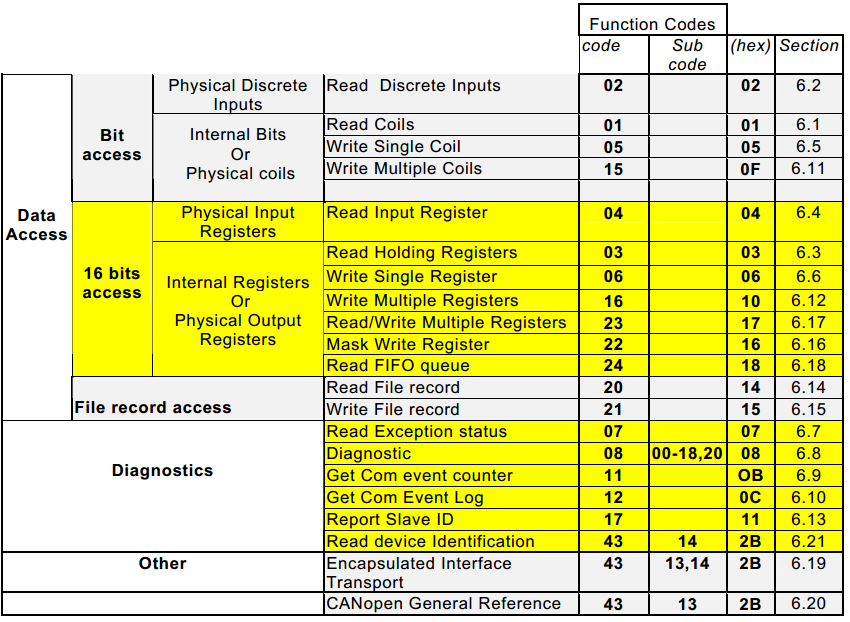 Function Codes
code Sub code (hex) Section
Data Access
Bit access
Physical Discrete Inputs
Read Discrete Inputs 02 02 6.2
Internal Bits Or Physical coils
Read Coils 01 01 6.1
Write Single Coil 05 05 6.5
Write Multiple Coils 15 0F 6.11
16 bits access
Physical Input Registers
Read Input Register 04 04 6.4
Internal Registers Or Physical Output Registers
Read Holding Registers 03 03 6.3
Write Single Register 06 06 6.6
Write Multiple Registers 16 10 6.12
Read/Write Multiple Registers 23 17 6.17
Mask Write Register 22 16 6.16
Read FIFO queue 24 18 6.18
File record access
Read File record 20 14 6.14
Write File record 21 15 6.15
Diagnostics
Read Exception status 07 07 6.7
Diagnostic 08 00-18,20 08 6.8
Get Com event counter 11 OB 6.9
Get Com Event Log 12 0C 6.10
Report Slave ID 17 11 6.13
Read device Identification 43 14 2B 6.21
Other
Encapsulated Interface Transport 43 13,14 2B 6.19
CANopen General Reference 43 13 2B 6.20